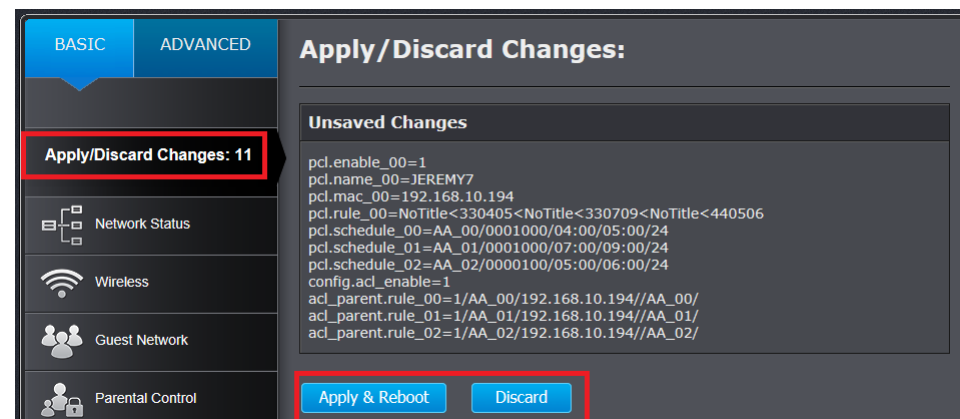 BASIC
ADVANCED
Apply/Discard Changes: 11
Network Status
Wireless
Guest Network
Parental Control
Apply/Discard Changes:
Unsaved Changes
pcl.enable_00=1
pcl.name_00=JEREMY7
pcl.mac_00=192.168.10.194
pcl.rule_00=NoTitle<330405<NoTitle<330709<NoTitle<440506
pcl.schedule_00=AA_00/0001000/04:00/05:00/24
pcl.schedule_01=AA_01/0001000/07:00/09:00/24
pcl.schedule_02=AA_02/0000100/05:00/06:00/24
config.acl_enable=1
acl_parent.rule_00=1/AA_00/192.168.10.194//AA_00/
acl_parent.rule_01=1/AA_01/192.168.10.194//AA_01/
acl_parent.rule_02=1/AA_02/192.168.10.194//AA_02/
Apply & Reboot
Discard